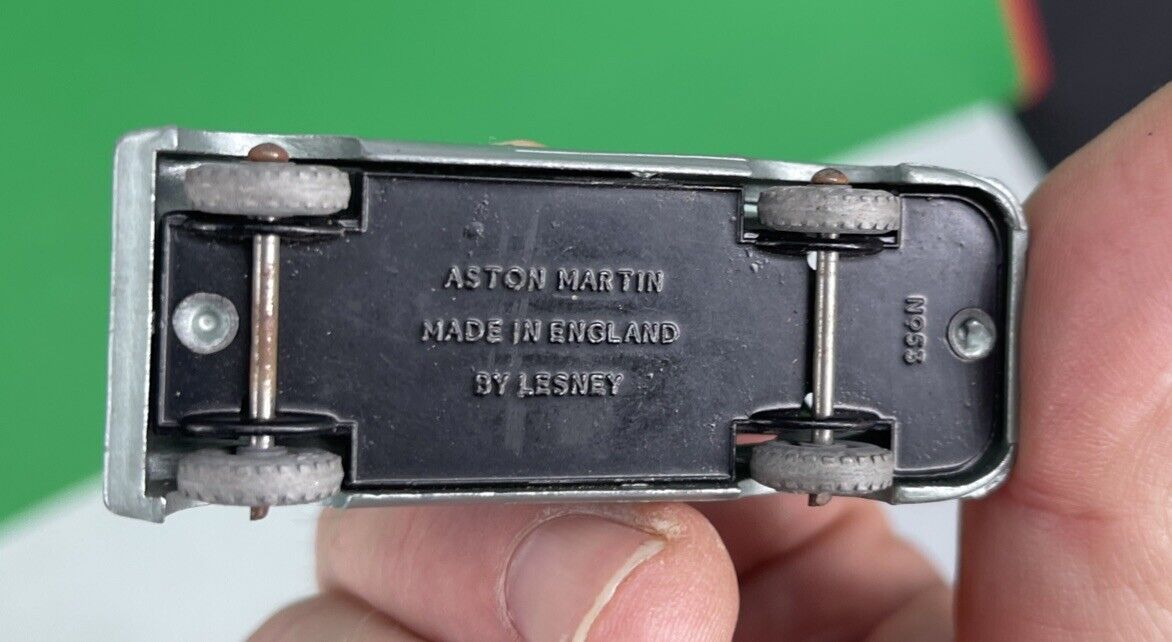 ASTON MARTIN
MADE IN ENGLAND
BY LESNEY
Nº53